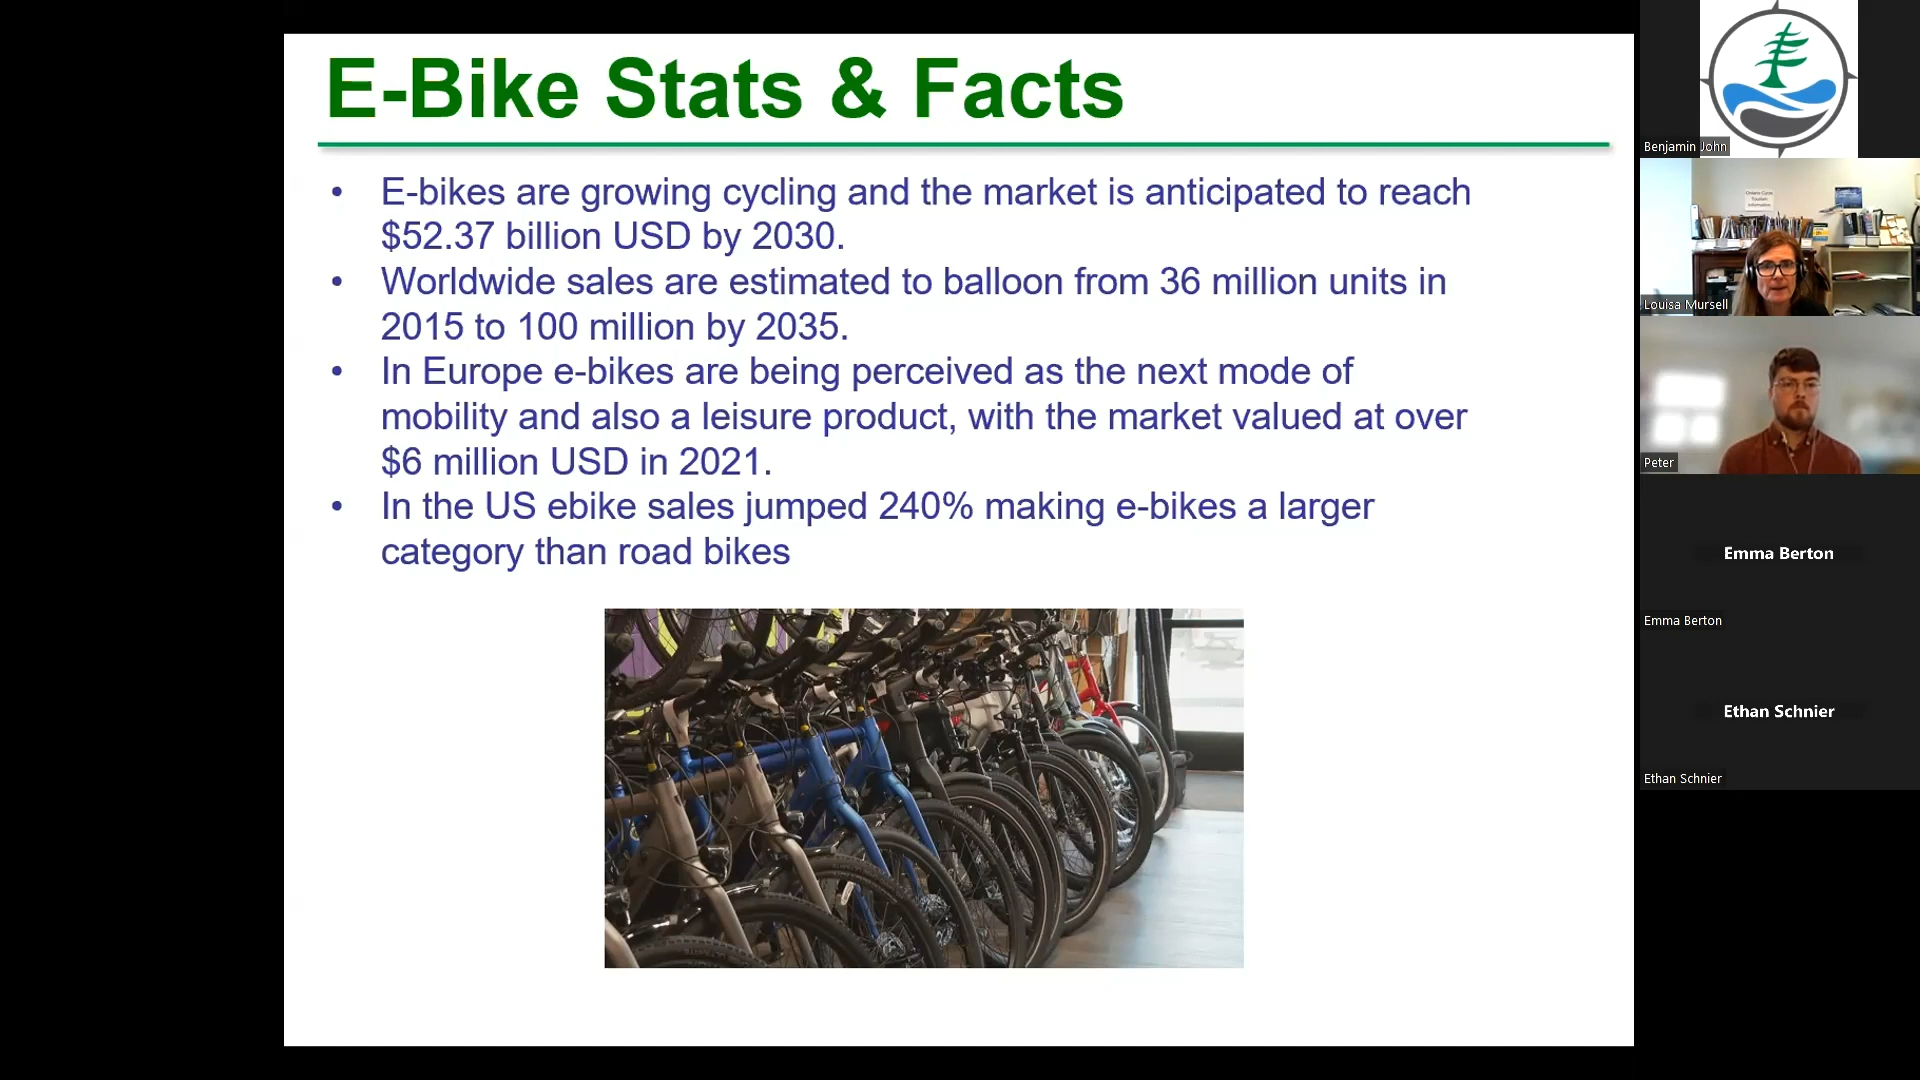 E-Bike Stats & Facts
• E-bikes are growing cycling and the market is anticipated to reach
$52.37 billion USD by 2030.
• Worldwide sales are estimated to balloon from 36 million units in
2015 to 100 million by 2035.
• In Europe e-bikes are being perceived as the next mode of
mobility and also a leisure product, with the market valued at over
$6 million USD in 2021.
• In the US ebike sales jumped 240% making e-bikes a larger
category than road bikes
Benjamin John
Louisa Mursell
Peter
Emma Berton
Emma Berton
Ethan Schnier
Ethan Schnier